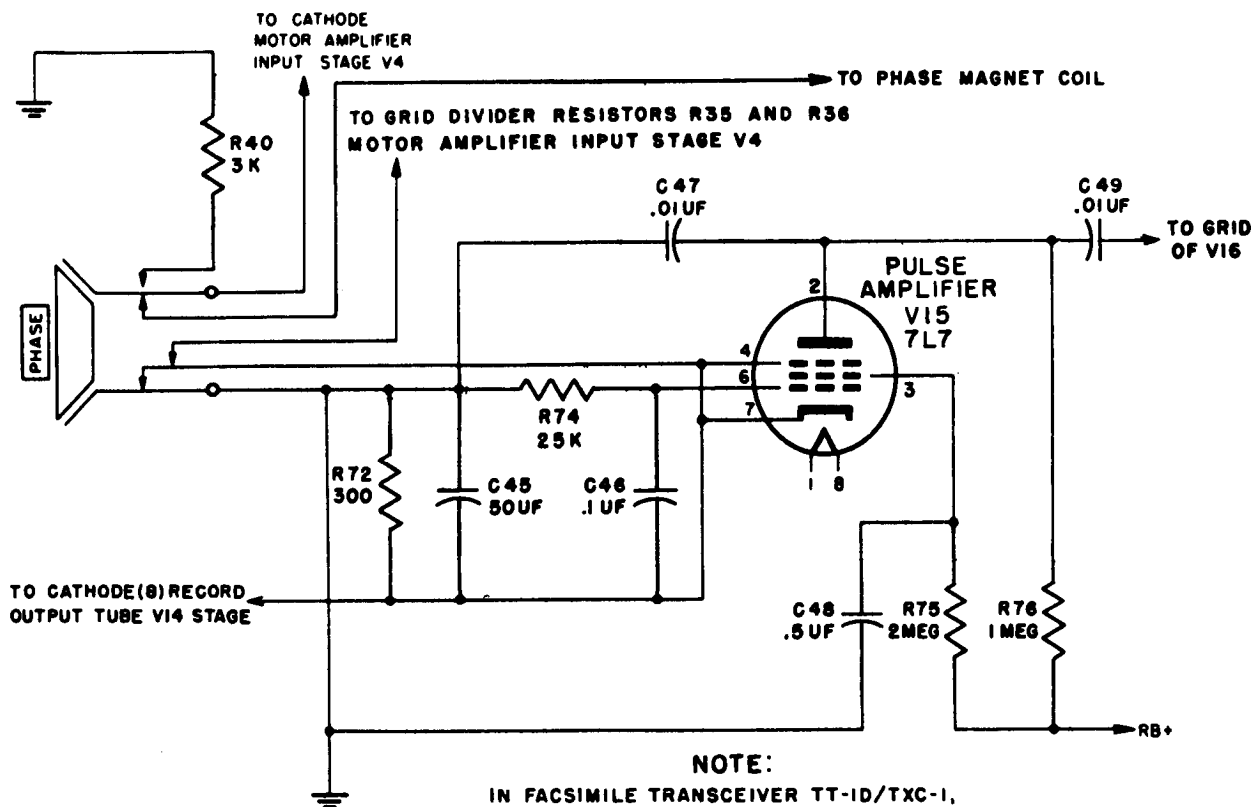 TO CATHODE
MOTOR AMPLIFIER
INPUT STAGE V4
TO PHASE MAGNET COIL
TO GRID DIVIDER RESISTORS R35 AND R36
MOTOR AMPLIFIER INPUT STAGE V4
R40
3K
C47
.01UF
C49
.01UF
TO GRID
OF V16
PULSE
AMPLIFIER
V15
7L7
2
PHASE
4
6
7
3
1 8
R74
25K
R72
300
C45
50UF
C46
.1UF
TO CATHODE(8)RECORD
OUTPUT TUBE V14 STAGE
C48
.5UF
R75
2MEG
R76
1MEG
RB+
NOTE:
IN FACSIMILE TRANSCEIVER TT-1D/TXC-1,